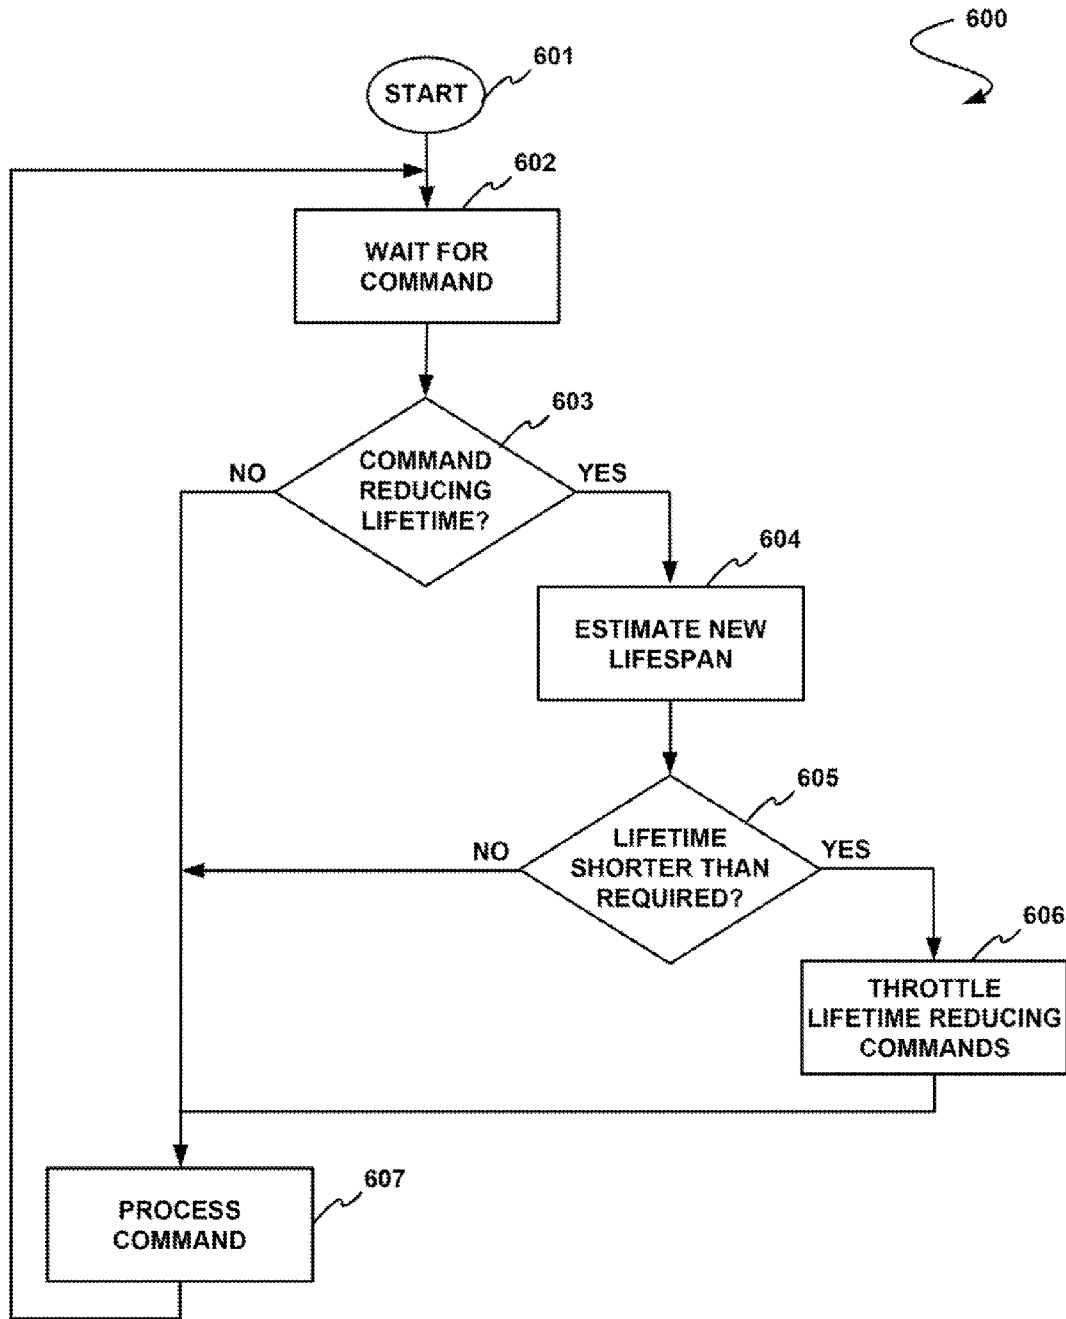 600
601
START
602
WAIT FOR
COMMAND
603
NO
COMMAND
REDUCING
LIFETIME?
YES
604
ESTIMATE NEW
LIFESPAN
605
NO
LIFETIME
SHORTER THAN
REQUIRED?
YES
606
THROTTLE
LIFETIME REDUCING
COMMANDS
607
PROCESS
COMMAND